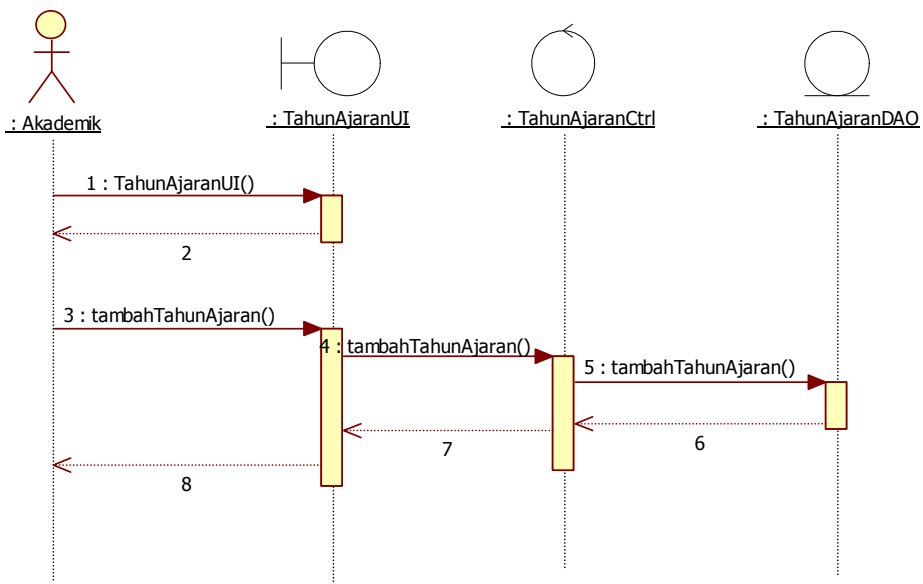 : Akademik
: TahunAjaranUI
: TahunAjaranCtrl
: TahunAjaranDAO
1 : TahunAjaranUI()
2
3 : tambahTahunAjaran()
4 : tambahTahunAjaran()
5 : tambahTahunAjaran()
6
7
8